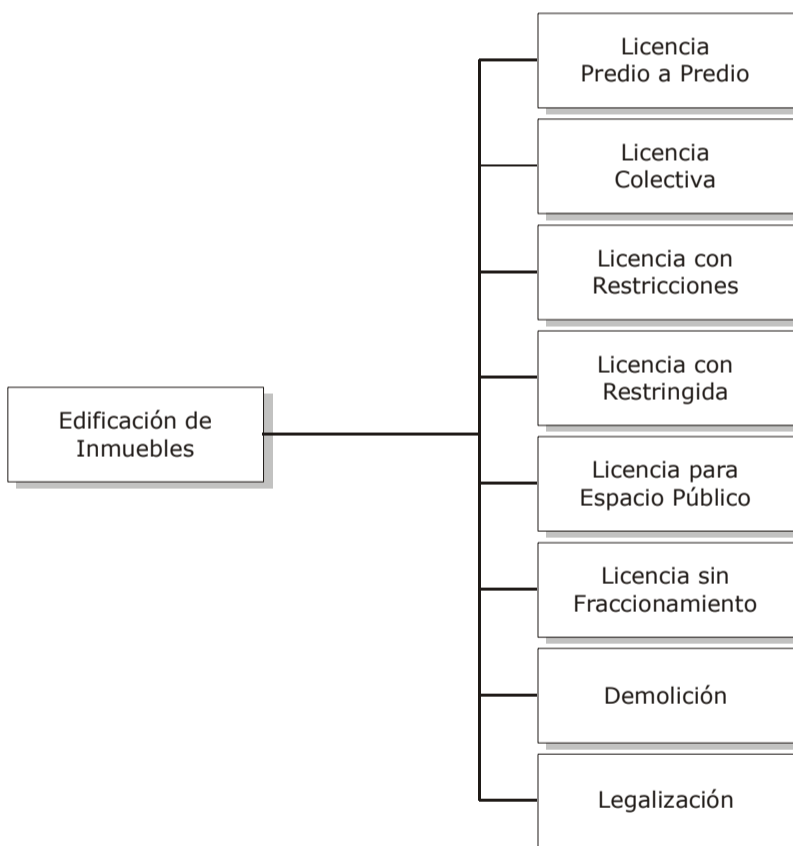 Licencia
Predio a Predio
Licencia
Colectiva
Licencia con
Restricciones
Licencia con
Restringida
Edificación de
Inmuebles
Licencia para
Espacio Público
Licencia sin
Fraccionamiento
Demolición
Legalización